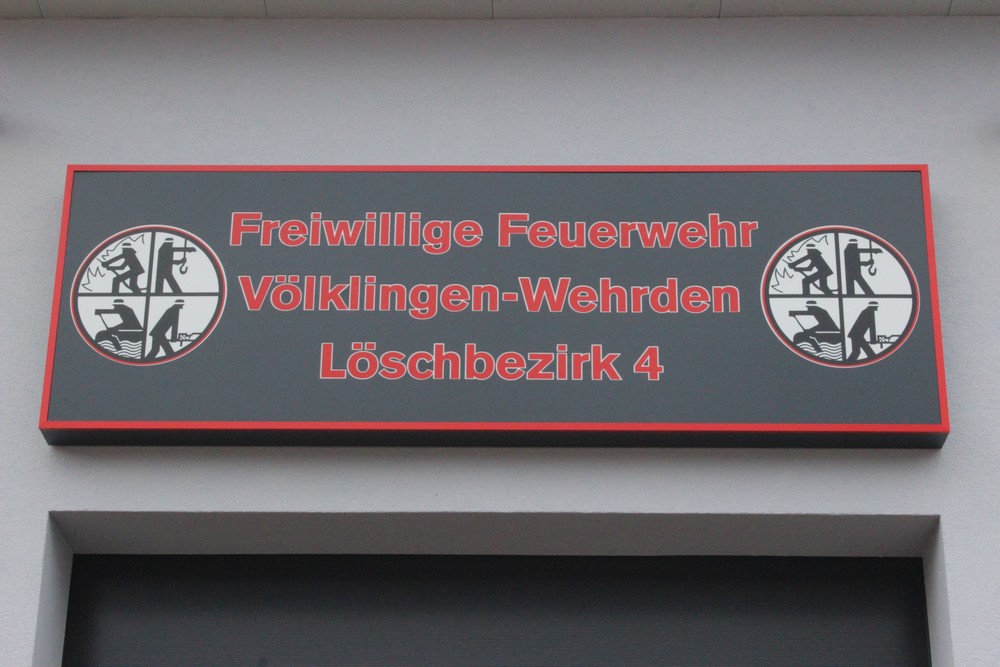 Freiwillige Feuerwehr
Völklingen-Wehrden
Löschbezirk 4